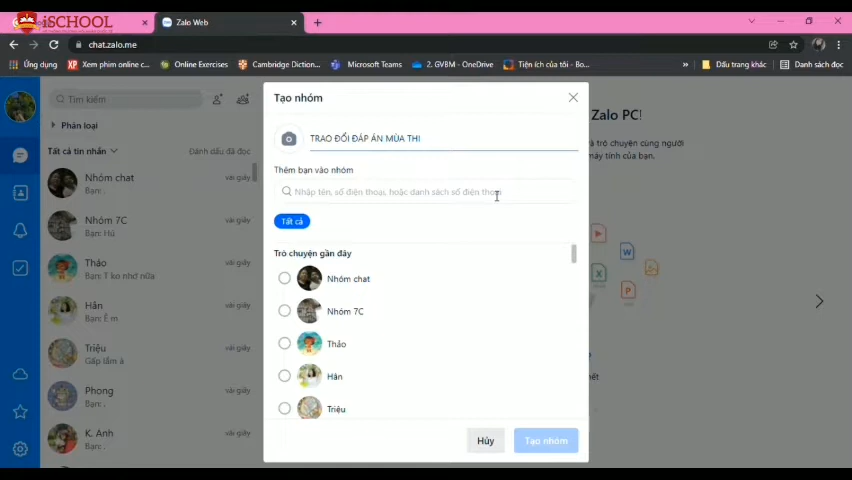 iSCHOOL
Zalo Web
chat.zalo.me
Ứng dụng
Xem phim online c...
Online Exercises
Cambridge Diction...
Microsoft Teams
2. GVBM - OneDrive
Tiện ích của tôi - Bo...
»
Dấu trang khác
Danh sách đọc
Tìm kiếm
Phân loại
Tất cả tin nhắn
Đánh dấu đã đọc
Nhóm chat
vài giây
Bạn: .
Nhóm 7C
vài giây
Bạn: Hú
Thảo
vài giây
Bạn: T ko nhớ nữa
Hân
vài giây
Bạn: Ê m
Triệu
vài giây
Gấp lắm à
Phong
vài giây
Bạn: .
K. Anh
vài giây
Bạn: .
Tạo nhóm
TRAO ĐỔI ĐÁP ÁN MÙA THI
Thêm bạn vào nhóm
Nhập tên, số điện thoại, hoặc danh sách số điện thoại
Tất cả
Trò chuyện gần đây
Nhóm chat
Nhóm 7C
Thảo
Hân
Triệu
Hủy
Tạo nhóm
Zalo PC!
và trò chuyện cùng người
máy tính của bạn.